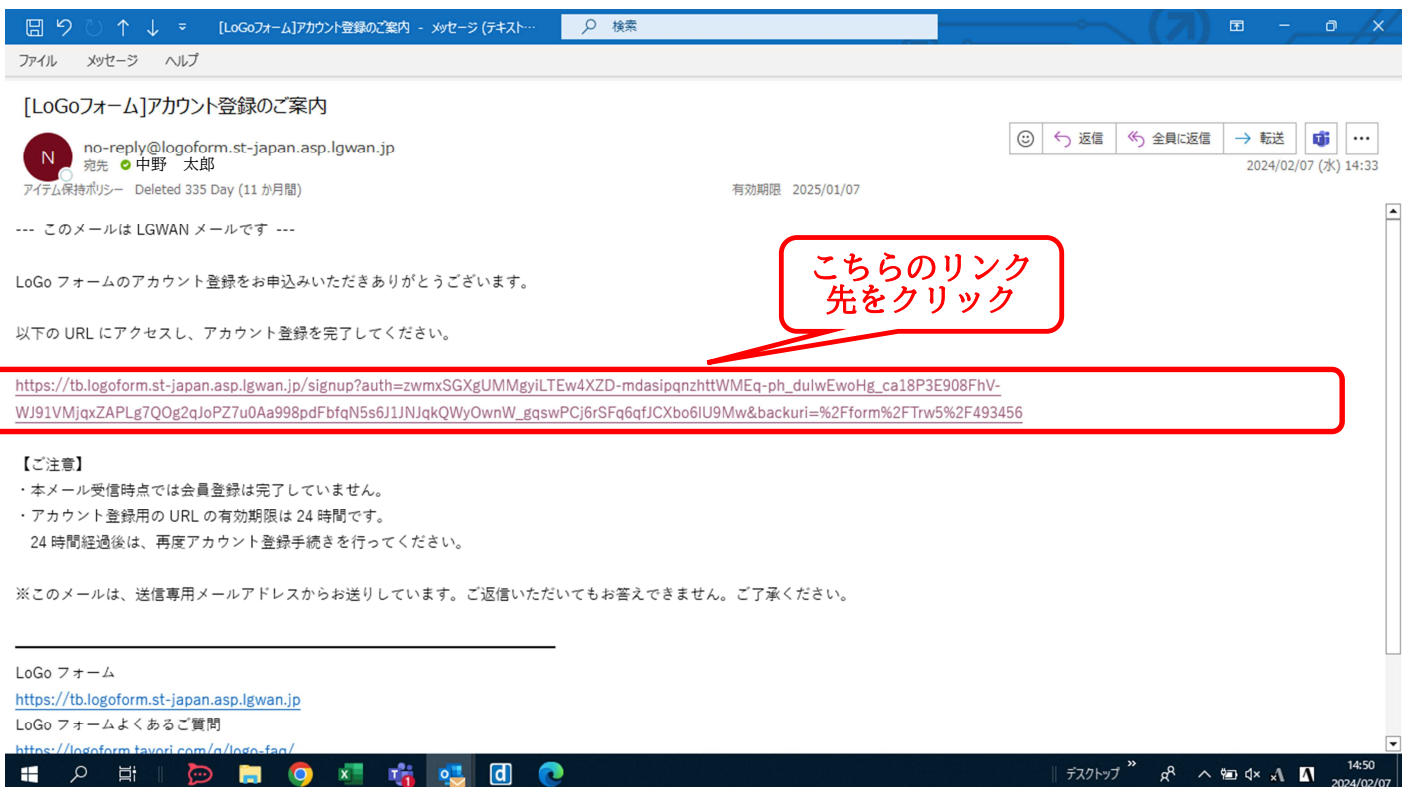 [LoGoフォーム]アカウント登録のご案内 - メッセージ (テキスト…
検索
ファイル メッセージ ヘルプ
[LoGoフォーム]アカウント登録のご案内
N
no-reply@logoform.st-japan.asp.lgwan.jp
宛先 中野 太郎
返信 全員に返信 転送
2024/02/07 (水) 14:33
アイテム保持ポリシー Deleted 335 Day (11 か月間)
有効期限 2025/01/07
--- このメールは LGWAN メールです ---
こちらのリンク
先をクリック
LoGo フォームのアカウント登録をお申込みいただきありがとうございます。
以下の URL にアクセスし、アカウント登録を完了してください。
https://tb.logoform.st-japan.asp.lgwan.jp/signup?auth=zwmxSGXgUMMgyiLTEw4XZD-mdasipqnzhttWMEq-ph_dulwEwoHg_ca18P3E908FhV-
WJ91VMjqxZAPLg7QOg2qJoPZ7u0Aa998pdFbfqN5s6J1JNJqkQWyOwnW_gqswPCj6rSFq6qfJCXbo6lU9Mw&backuri=%2Fform%2FTrw5%2F493456
【ご注意】
・本メール受信時点では会員登録は完了していません。
・アカウント登録用の URL の有効期限は 24 時間です。
24 時間経過後は、再度アカウント登録手続きを行ってください。
※このメールは、送信専用メールアドレスからお送りしています。ご返信いただいてもお答えできません。ご了承ください。
LoGo フォーム
https://tb.logoform.st-japan.asp.lgwan.jp
LoGo フォームよくあるご質問
https://logoform.tayori.com/q/logo-faq/
デスクトップ
14:50
2024/02/07